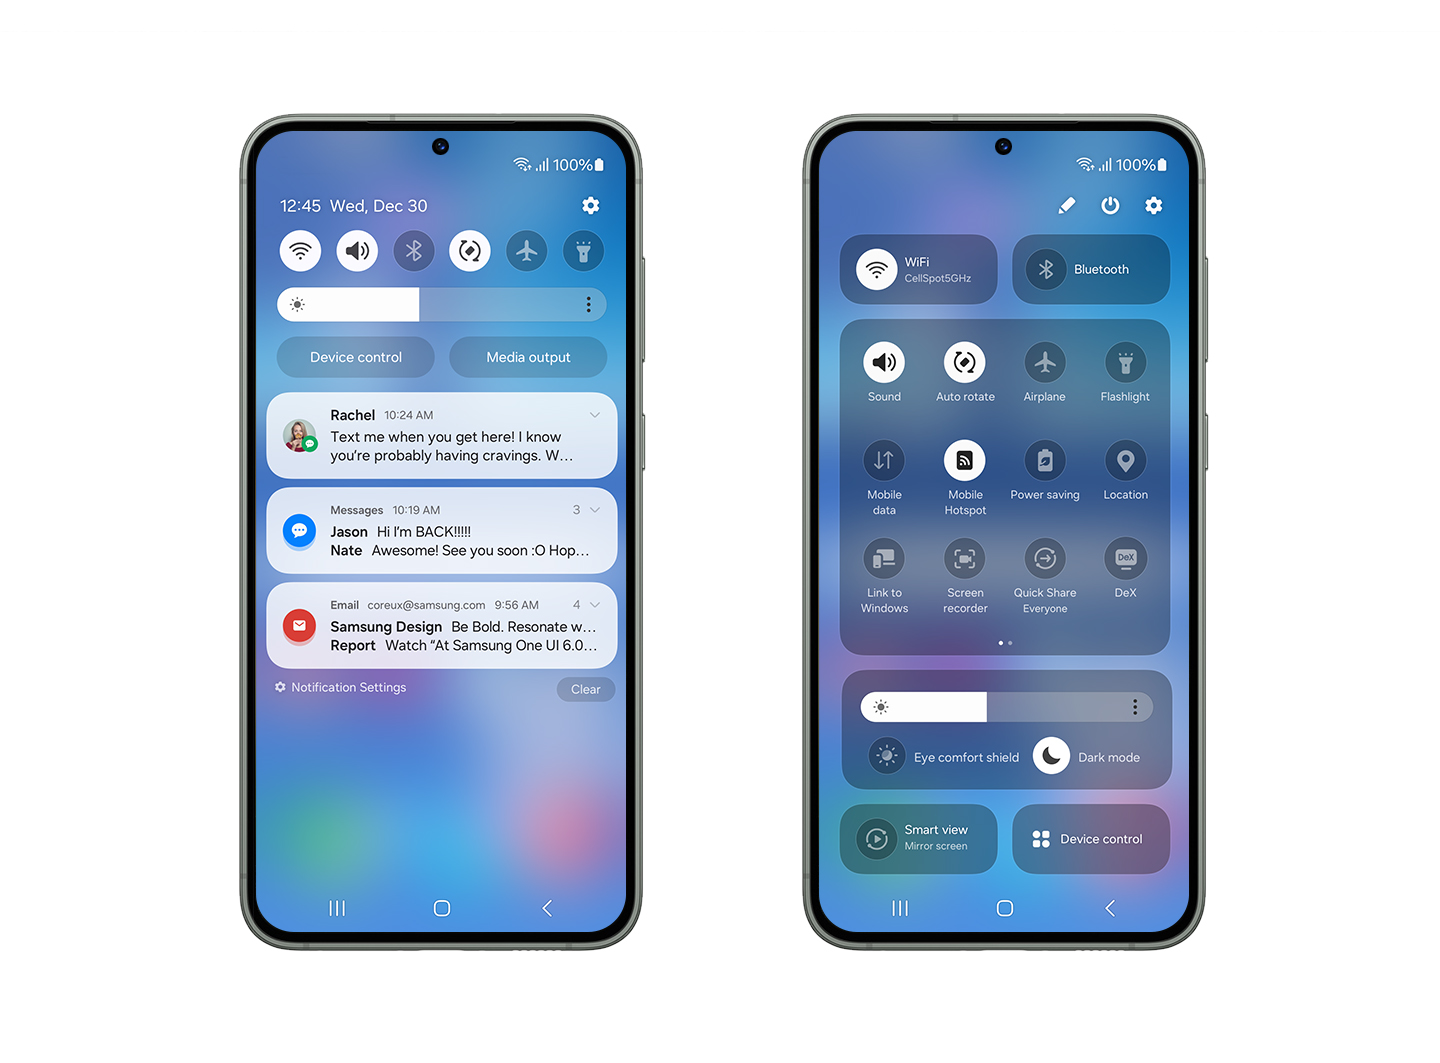 100%
12:45 Wed, Dec 30
Device control
Media output
Rachel 10:24 AM
Text me when you get here! I know
you're probably having cravings. W...
Messages 10:19 AM 3
Jason Hi I'm BACK!!!!!
Nate Awesome! See you soon :O Hop...
Email coreux@samsung.com 9:56 AM 4
Samsung Design Be Bold. Resonate w...
Report Watch “At Samsung One UI 6.0...
Notification Settings
Clear
100%
WiFi
CellSpot5GHz
Bluetooth
Sound
Auto rotate
Airplane
Flashlight
Mobile
data
Mobile
Hotspot
Power saving
Location
Link to
Windows
Screen
recorder
Quick Share
Everyone
DeX
DeX
Eye comfort shield
Dark mode
Smart view
Mirror screen
Device control